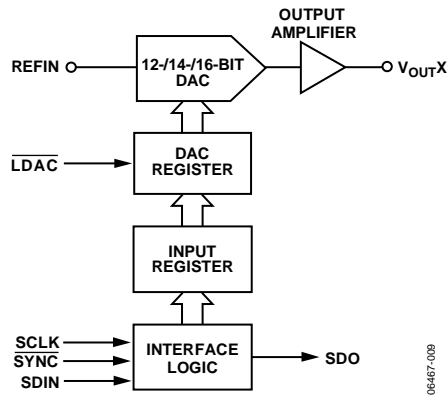 OUTPUT
AMPLIFIER
REFIN
12-/14-/16-BIT
DAC
VOUTX
LDAC
DAC
REGISTER
INPUT
REGISTER
SCLK
SYNC
SDIN
INTERFACE
LOGIC
SDO
06467-009